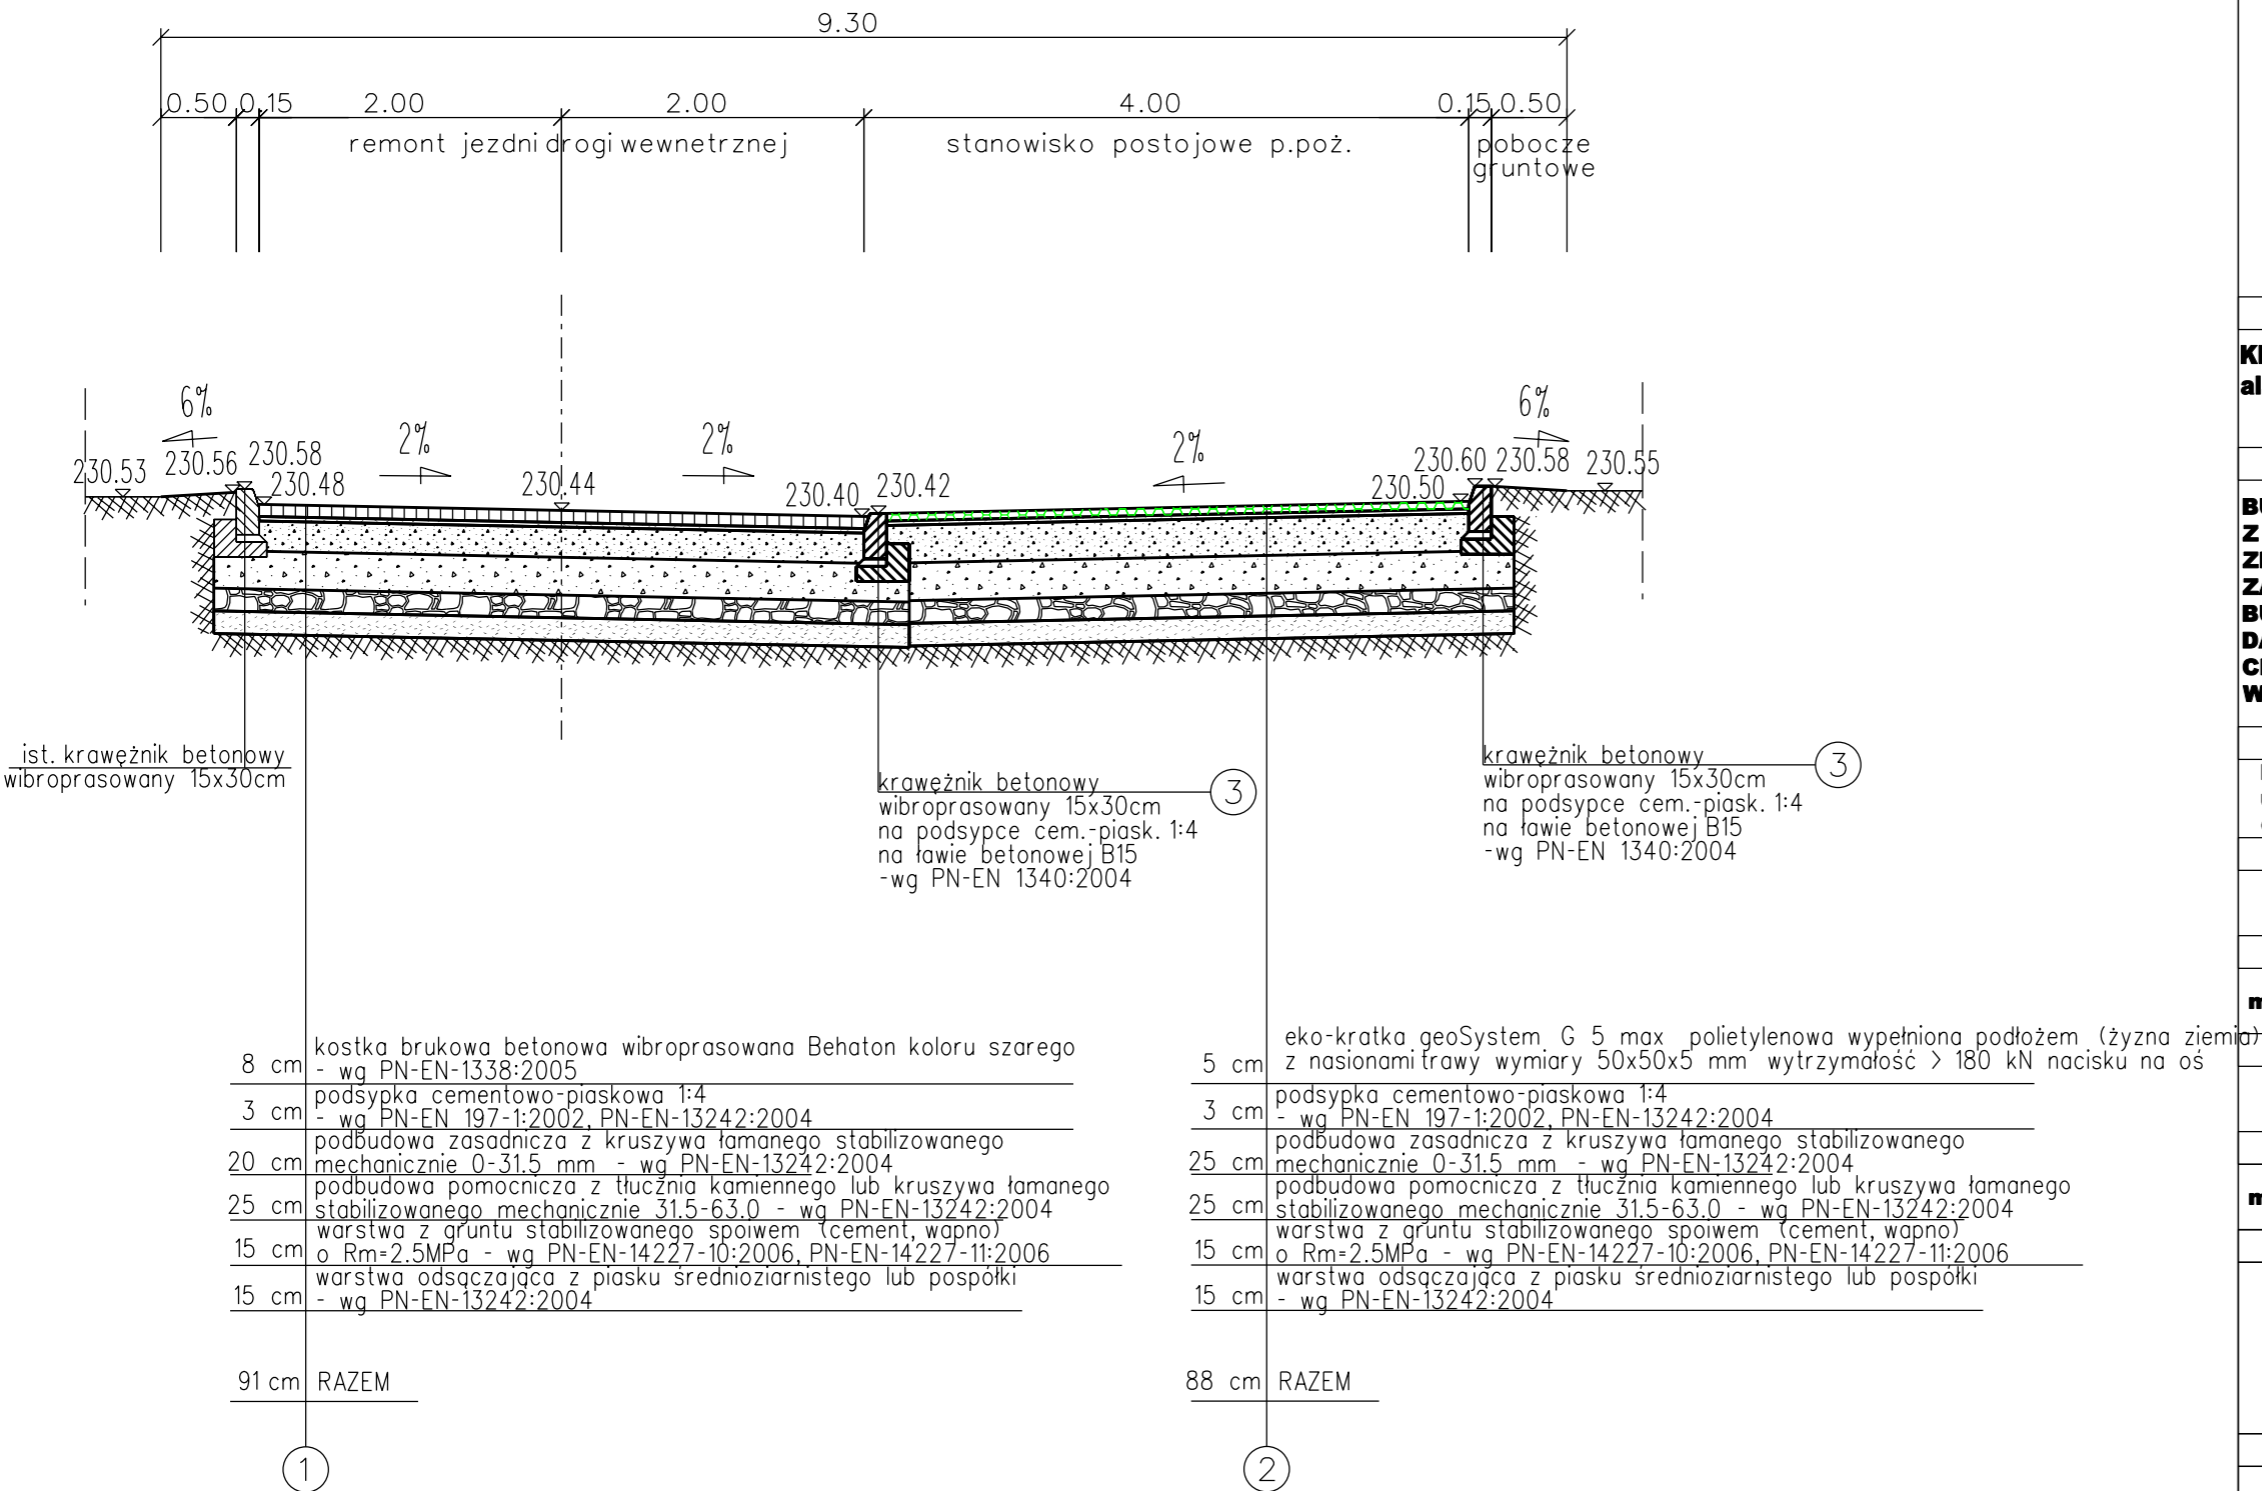 9.30
0.50 0.15 2.00 2.00 4.00 0.15 0.50
remont jezdni drogi wewnetrznej
stanowisko postojowe p.poż.
pobocze
gruntowe
6% 2% 2% 2% 6%
230.53 230.56 230.58
230.48 230.44 230.40 230.42 230.50
230.60 230.58 230.55
ist. krawężnik betonowy
wibroprasowany 15x30cm
krawężnik betonowy
wibroprasowany 15x30cm
na podsypce cem.-piask. 1:4
na ławie betonowej B15
-wg PN-EN 1340:2004
3
krawężnik betonowy
wibroprasowany 15x30cm
na podsypce cem.-piask. 1:4
na ławie betonowej B15
-wg PN-EN 1340:2004
3
kostka brukowa betonowa wibroprasowana Behaton koloru szarego
8 cm - wg PN-EN-1338:2005
podsypka cementowo-piaskowa 1:4
3 cm - wg PN-EN 197-1:2002, PN-EN-13242:2004
podbudowa zasadnicza z kruszywa łamanego stabilizowanego
20 cm mechanicznie 0-31.5 mm - wg PN-EN-13242:2004
podbudowa pomocnicza z tłucznia kamiennego lub kruszywa łamanego
25 cm stabilizowanego mechanicznie 31.5-63.0 - wg PN-EN-13242:2004
warstwa z gruntu stabilizowanego spoiwem (cement, wapno)
15 cm o Rm=2.5MPa - wg PN-EN-14227-10:2006, PN-EN-14227-11:2006
warstwa odsączająca z piasku średnioziarnistego lub pospółki
15 cm - wg PN-EN-13242:2004
91 cm RAZEM
1
eko-kratka geoSystem G 5 max polietylenowa wypełniona podłożem (żyzna ziemia)
5 cm z nasionami trawy wymiary 50x50x5 mm wytrzymałość > 180 kN nacisku na oś
podsypka cementowo-piaskowa 1:4
3 cm - wg PN-EN 197-1:2002, PN-EN-13242:2004
podbudowa zasadnicza z kruszywa łamanego stabilizowanego
25 cm mechanicznie 0-31.5 mm - wg PN-EN-13242:2004
podbudowa pomocnicza z tłucznia kamiennego lub kruszywa łamanego
25 cm stabilizowanego mechanicznie 31.5-63.0 - wg PN-EN-13242:2004
warstwa z gruntu stabilizowanego spoiwem (cement, wapno)
15 cm o Rm=2.5MPa - wg PN-EN-14227-10:2006, PN-EN-14227-11:2006
warstwa odsączająca z piasku średnioziarnistego lub pospółki
15 cm - wg PN-EN-13242:2004
88 cm RAZEM
2